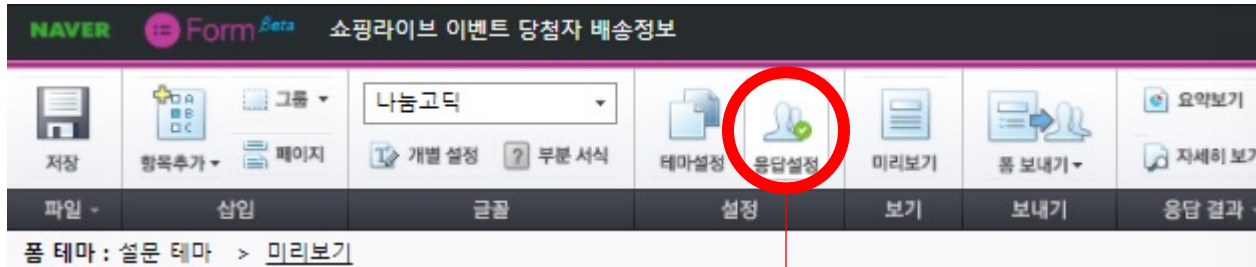 NAVER Form Beta 쇼핑라이브 이벤트 당첨자 배송정보
그룹 나눔고딕 요약보기
저장 항목추가 페이지 개별 설정 ? 부분 서식 테마설정 응답설정 미리보기 폼 보내기 자세히 보기
파일 삽입 글꼴 설정 보기 보내기 응답 결과
폼 테마 : 설문 테마 > 미리보기